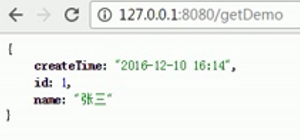 127.0.0.1:8080/getDemo
{
createTime: "2016-12-10 16:14",
id: 1,
name: "张三"
}